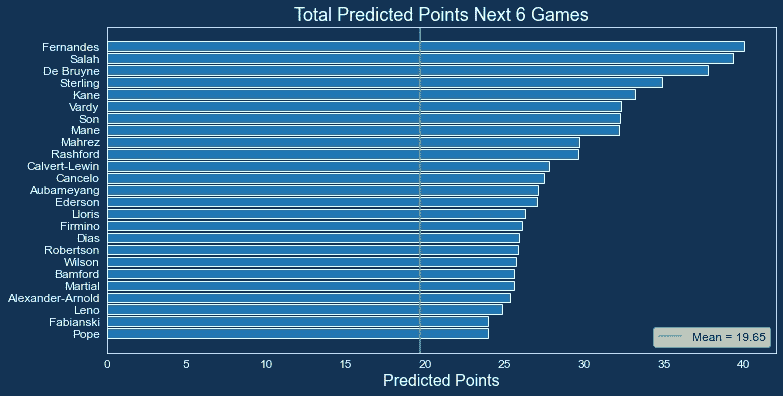 Total Predicted Points Next 6 Games
Fernandes
Salah
De Bruyne
Sterling
Kane
Vardy
Son
Mane
Mahrez
Rashford
Calvert-Lewin
Cancelo
Aubameyang
Ederson
Lloris
Firmino
Dias
Robertson
Wilson
Bamford
Martial
Alexander-Arnold
Leno
Fabianski
Pope
Mean = 19.65
0 5 10 15 20 25 30 35 40
Predicted Points